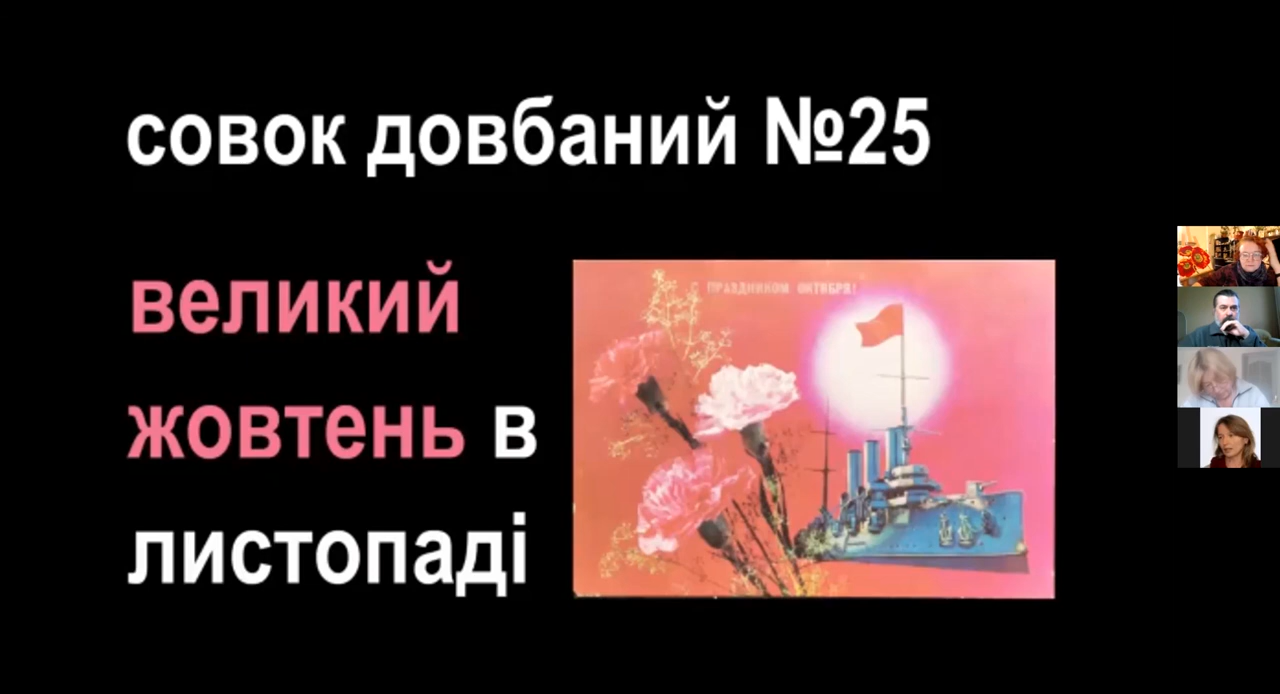 совок довбаний №25
великий
жовтень в
листопаді
ПРАЗДНИКОМ ОКТЯБРЯ!